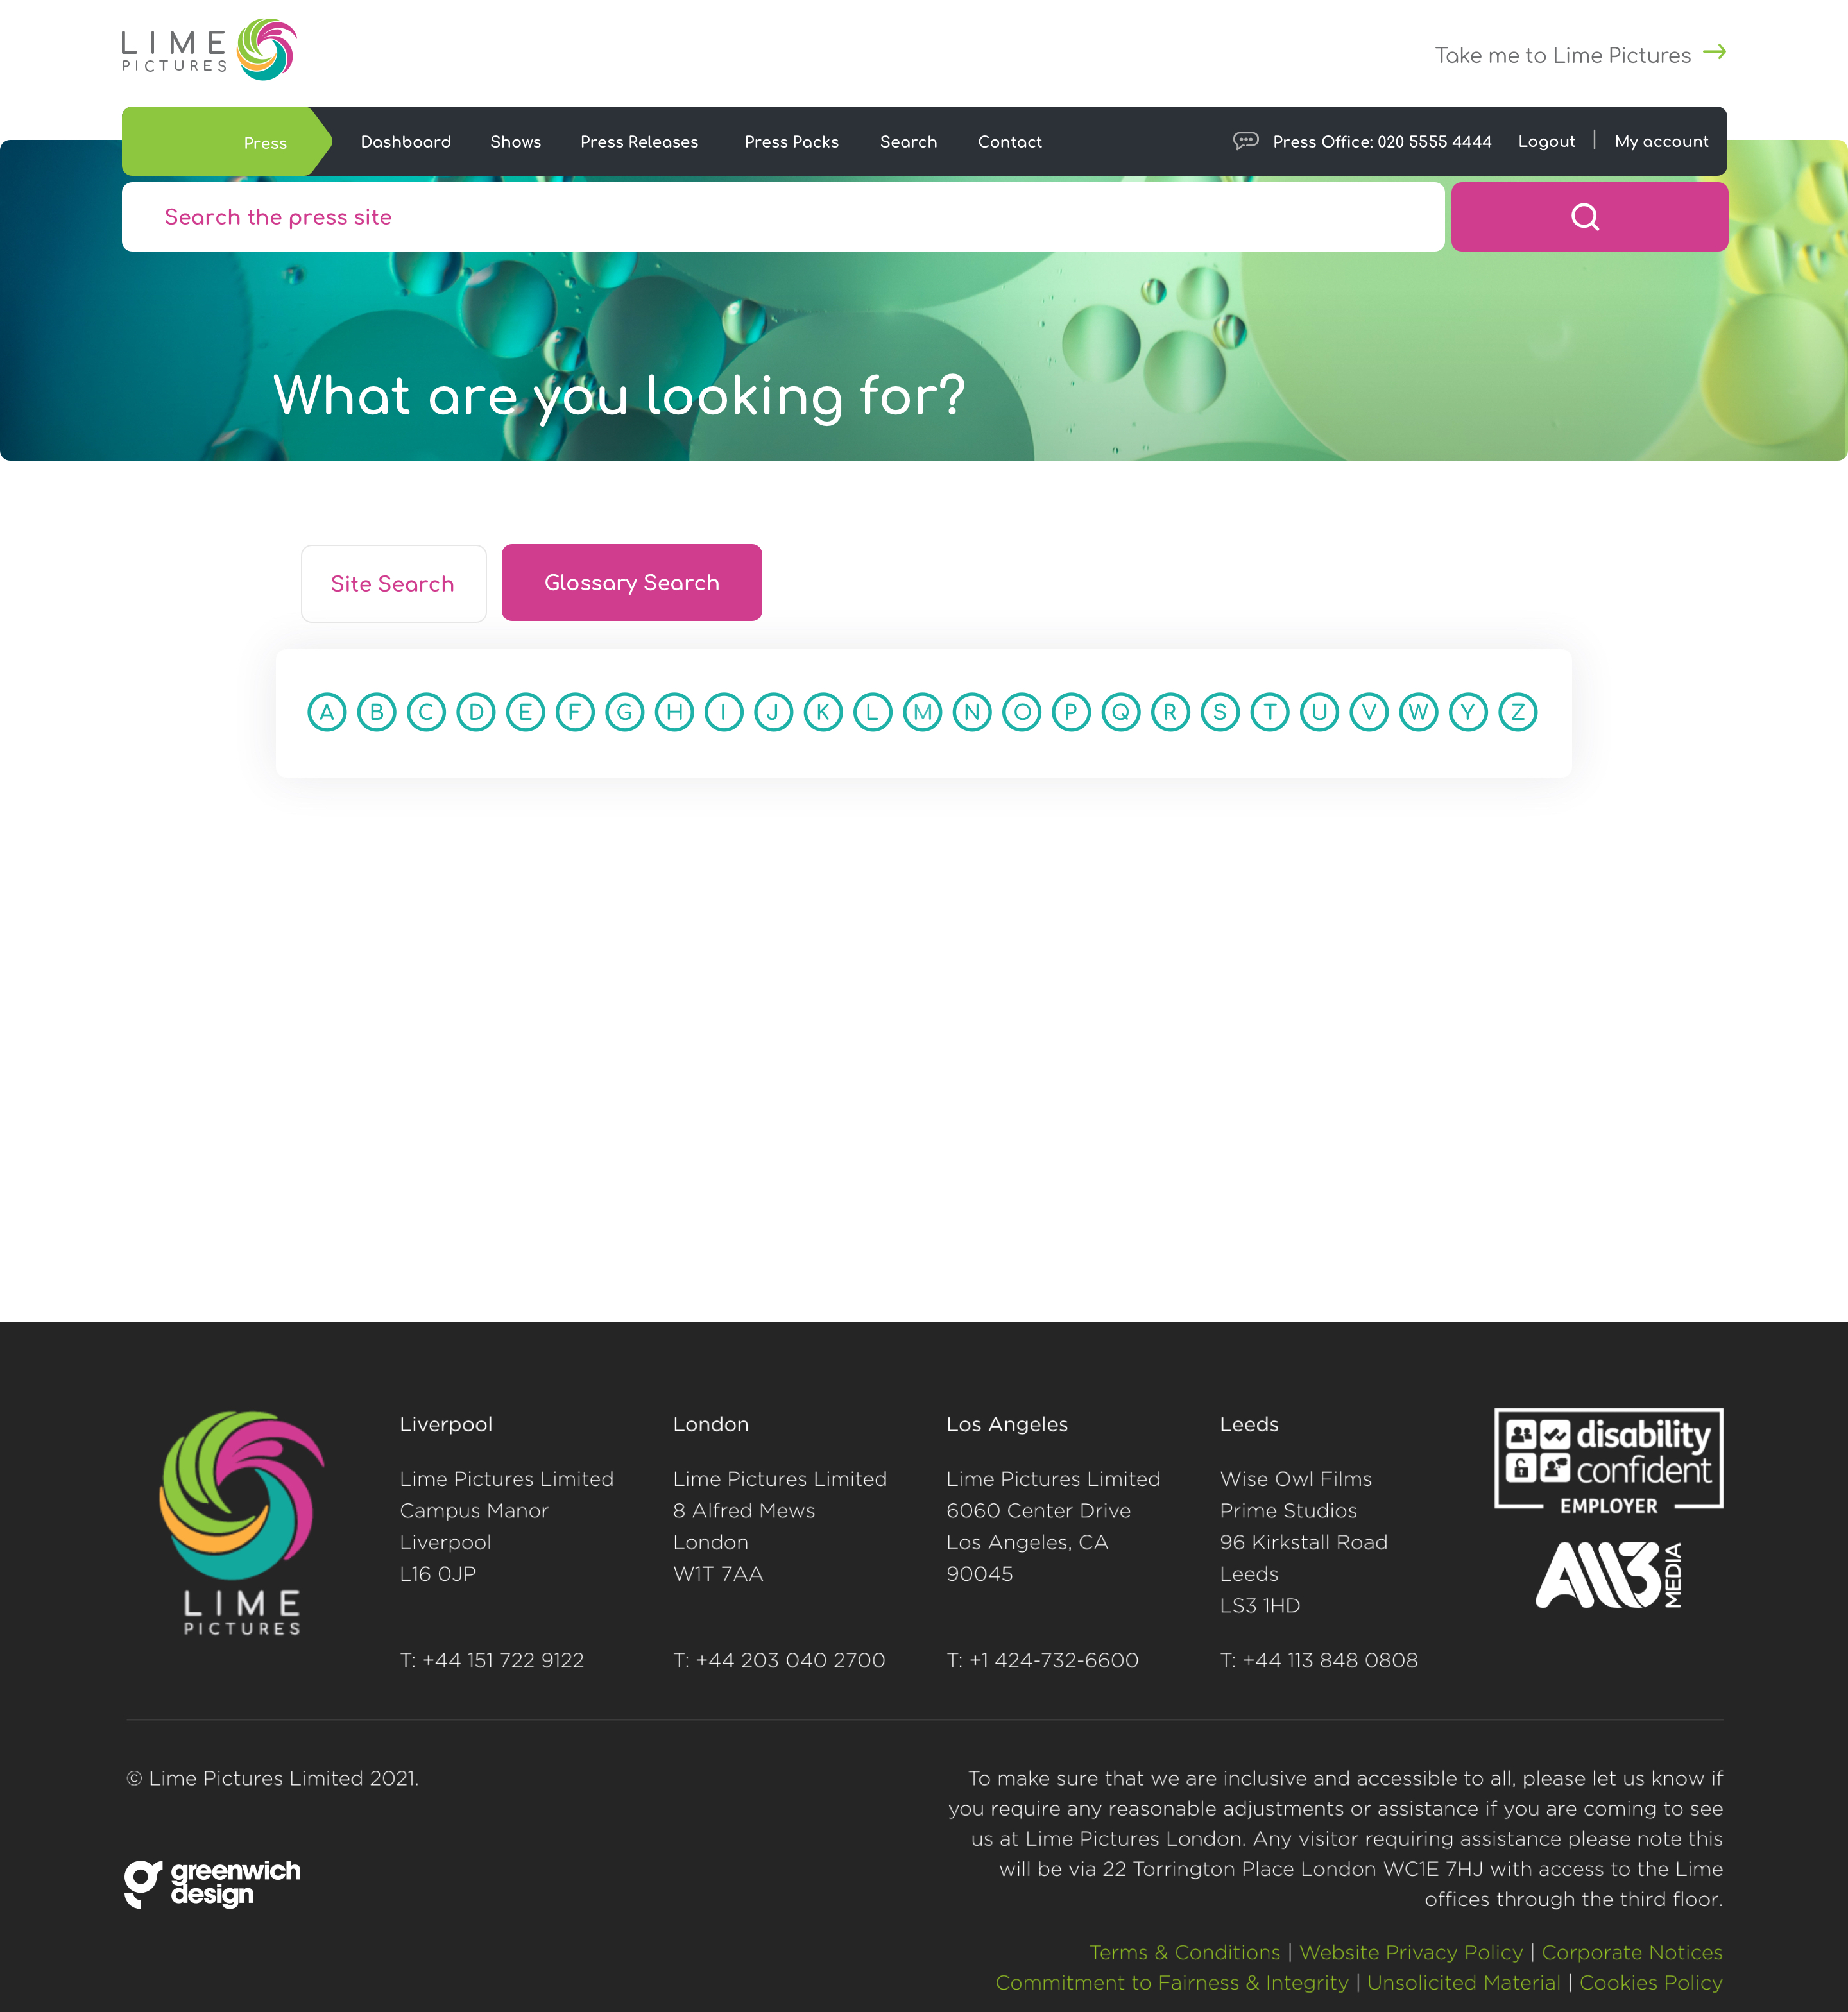 LIME
PICTURES
Take me to Lime Pictures
Press
Dashboard
Shows
Press Releases
Press Packs
Search
Contact
Press Office: 020 5555 4444
Logout
My account
Search the press site
What are you looking for?
Site Search
Glossary Search
A B C D E F G H I J K L M N O P Q R S T U V W Y Z
LIME
PICTURES
Liverpool
Lime Pictures Limited
Campus Manor
Liverpool
L16 0JP
T: +44 151 722 9122
London
Lime Pictures Limited
8 Alfred Mews
London
W1T 7AA
T: +44 203 040 2700
Los Angeles
Lime Pictures Limited
6060 Center Drive
Los Angeles, CA
90045
T: +1 424-732-6600
Leeds
Wise Owl Films
Prime Studios
96 Kirkstall Road
Leeds
LS3 1HD
T: +44 113 848 0808
disability
confident
EMPLOYER
All3
MEDIA
© Lime Pictures Limited 2021.
greenwich
design
To make sure that we are inclusive and accessible to all, please let us know if
you require any reasonable adjustments or assistance if you are coming to see
us at Lime Pictures London. Any visitor requiring assistance please note this
will be via 22 Torrington Place London WC1E 7HJ with access to the Lime
offices through the third floor.
Terms & Conditions | Website Privacy Policy | Corporate Notices
Commitment to Fairness & Integrity | Unsolicited Material | Cookies Policy